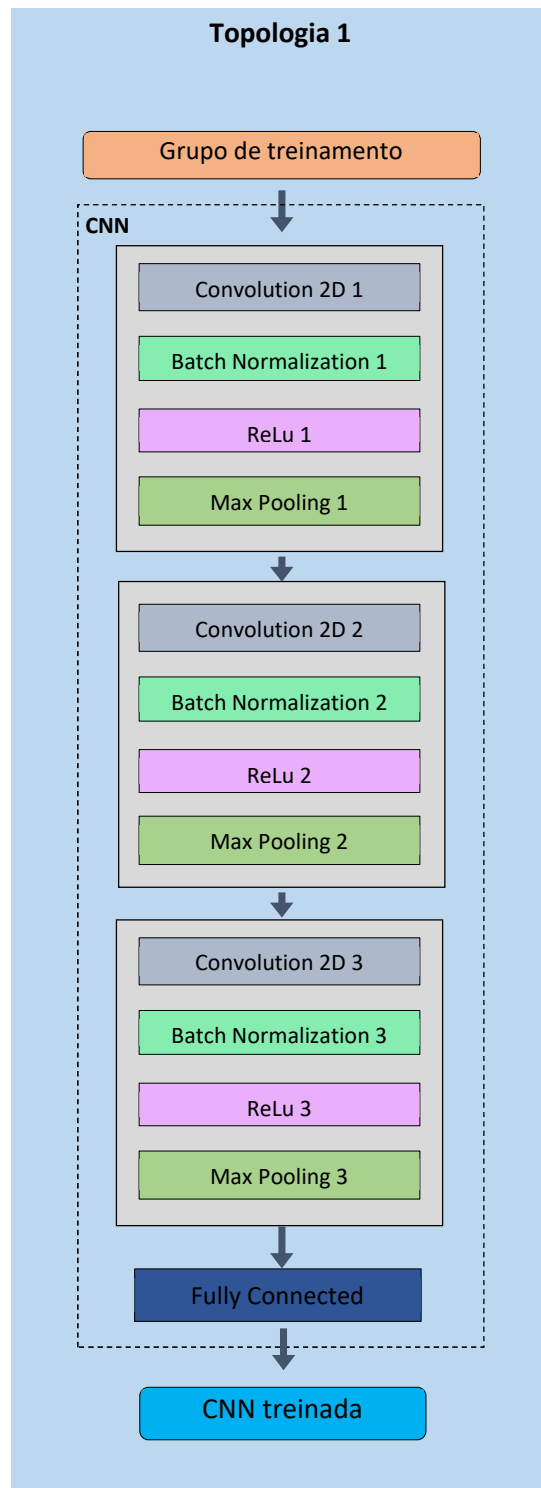 Topologia 1
Grupo de treinamento
CNN
Convolution 2D 1
Batch Normalization 1
ReLu 1
Max Pooling 1
Convolution 2D 2
Batch Normalization 2
ReLu 2
Max Pooling 2
Convolution 2D 3
Batch Normalization 3
ReLu 3
Max Pooling 3
Fully Connected
CNN treinada